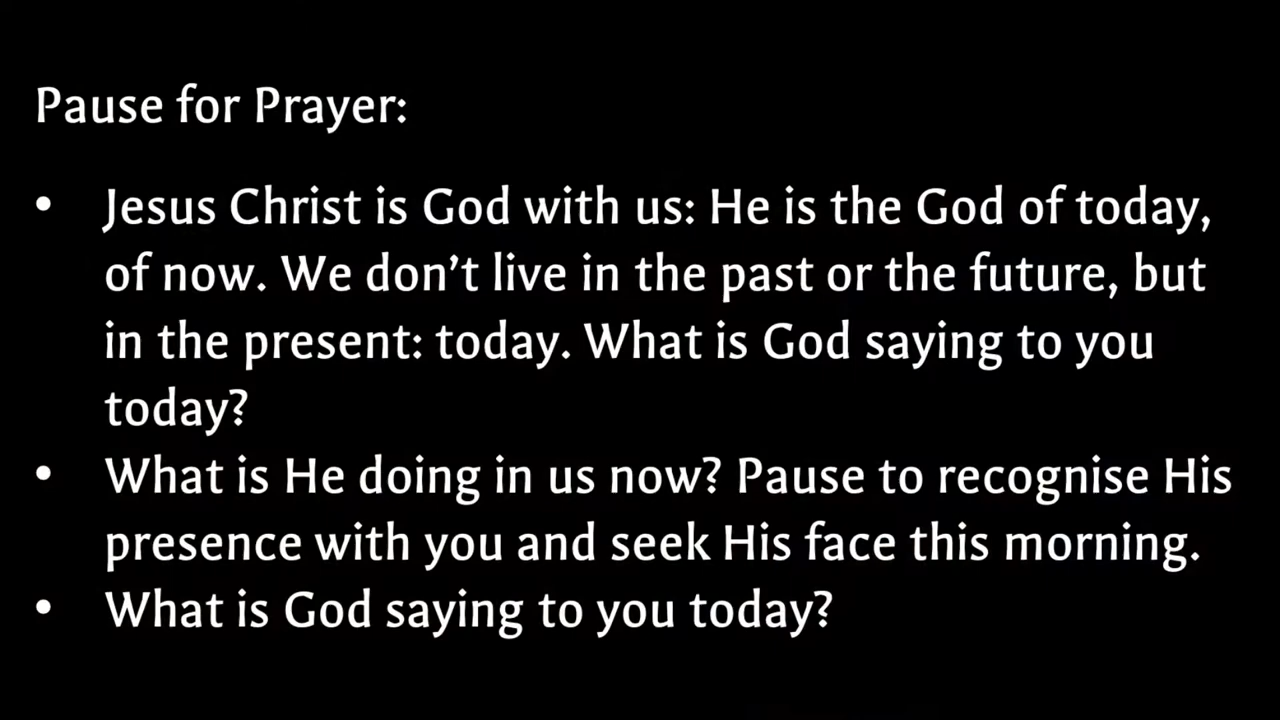 Pause for Prayer:
• Jesus Christ is God with us: He is the God of today,
of now. We don’t live in the past or the future, but
in the present: today. What is God saying to you
today?
• What is He doing in us now? Pause to recognise His
presence with you and seek His face this morning.
• What is God saying to you today?